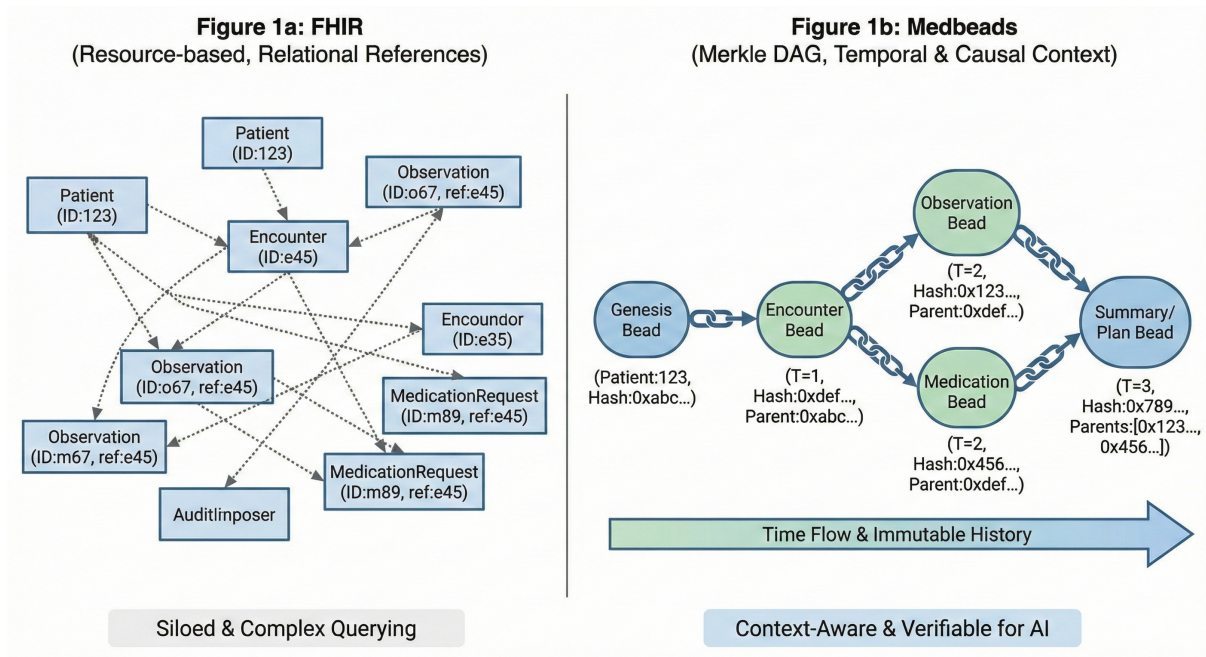 Figure 1a: FHIR
(Resource-based, Relational References)
Patient
(ID:123)
Patient
(ID:123)
Observation
(ID:o67, ref:e45)
Encounter
(ID:e45)
Encoundor
(ID:e35)
Observation
(ID:o67, ref:e45)
MedicationRequest
(ID:m89, ref:e45)
Observation
(ID:m67, ref:e45)
MedicationRequest
(ID:m89, ref:e45)
Auditlinposer
Siloed & Complex Querying
Figure 1b: Medbeads
(Merkle DAG, Temporal & Causal Context)
Genesis
Bead
(Patient:123,
Hash:0xabc...)
Encounter
Bead
(T=1,
Hash:0xdef...,
Parent:0xabc...)
Observation
Bead
(T=2,
Hash:0x123...,
Parent:0xdef...)
Medication
Bead
(T=2,
Hash:0x456...,
Parent:0xdef...)
Summary/
Plan Bead
(T=3,
Hash:0x789...,
Parents:[0x123...,
0x456...])
Time Flow & Immutable History
Context-Aware & Verifiable for AI